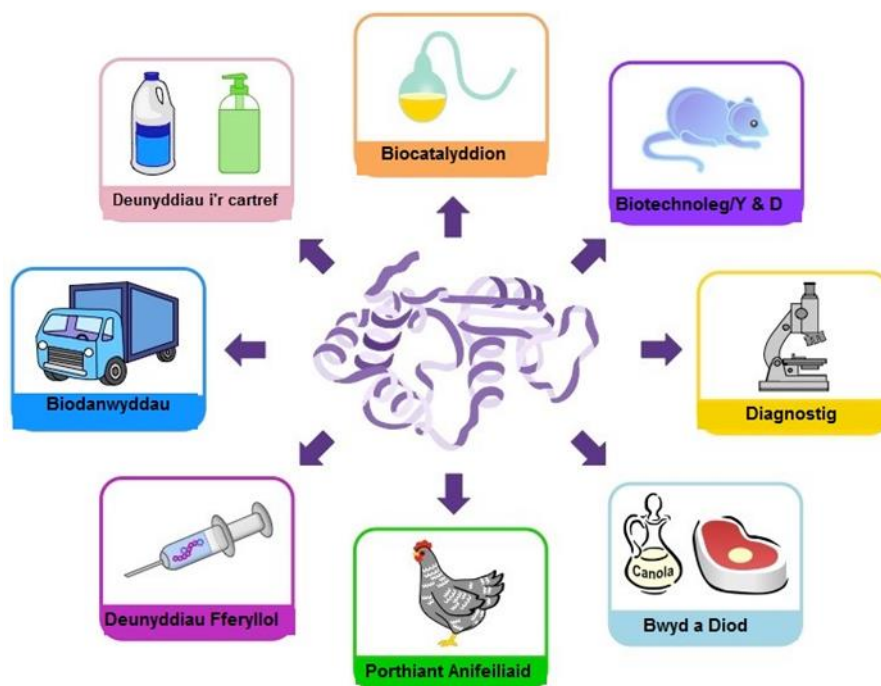 Biocatalyddion
Deunyddiau i'r cartref
Biotechnoleg/Y & D
Biodanwyddau
Diagnostig
Deunyddiau Fferyllol
Canola
Porthiant Anifeiliaid
Bwyd a Diod